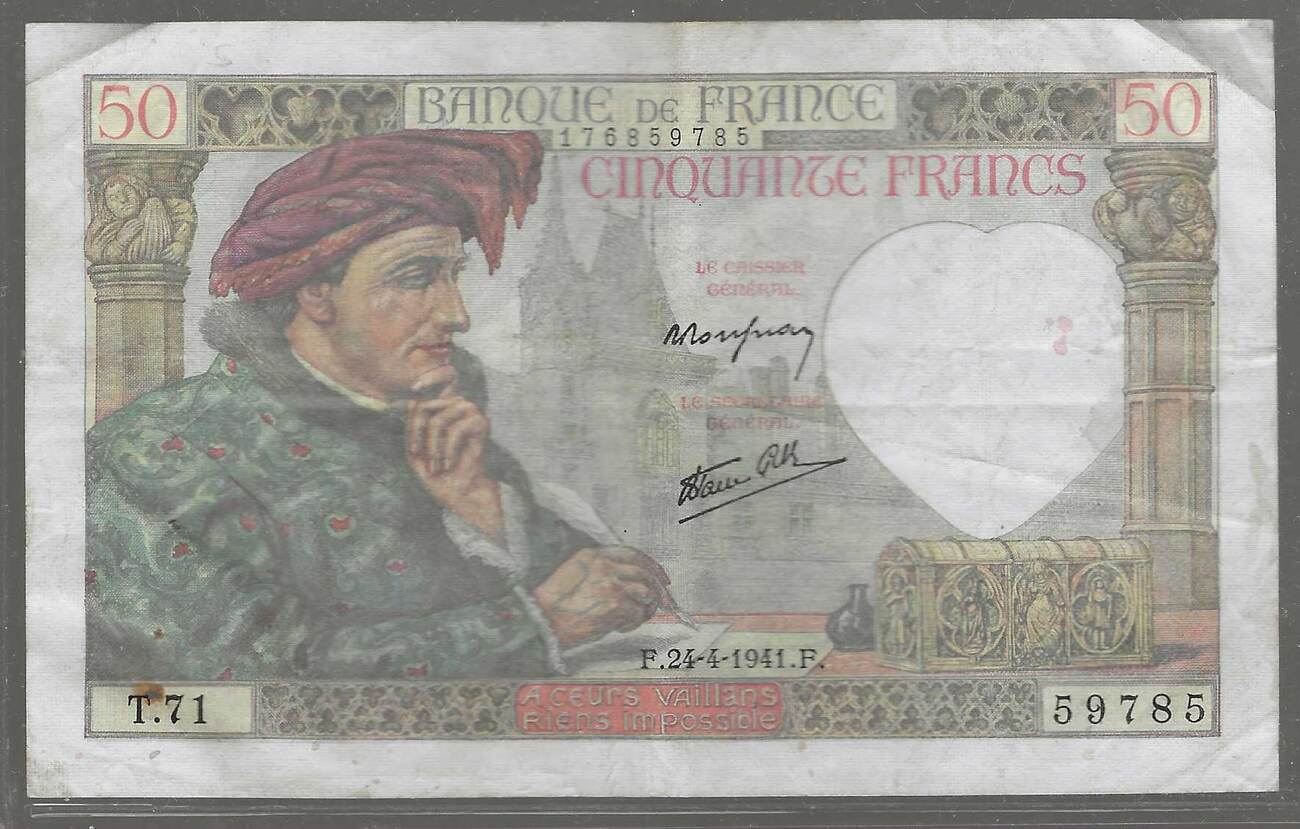 50 BANQUE DE FRANCE 50
176859785
CINQUANTE FRANCS
LE CAISSIER
GÉNÉRAL.
LE SECRÉTAIRE
GÉNÉRAL.
F.24-4-1941.F.
T.71
A CŒURS VAILLANS
RIENS IMPOSSIBLE
59785